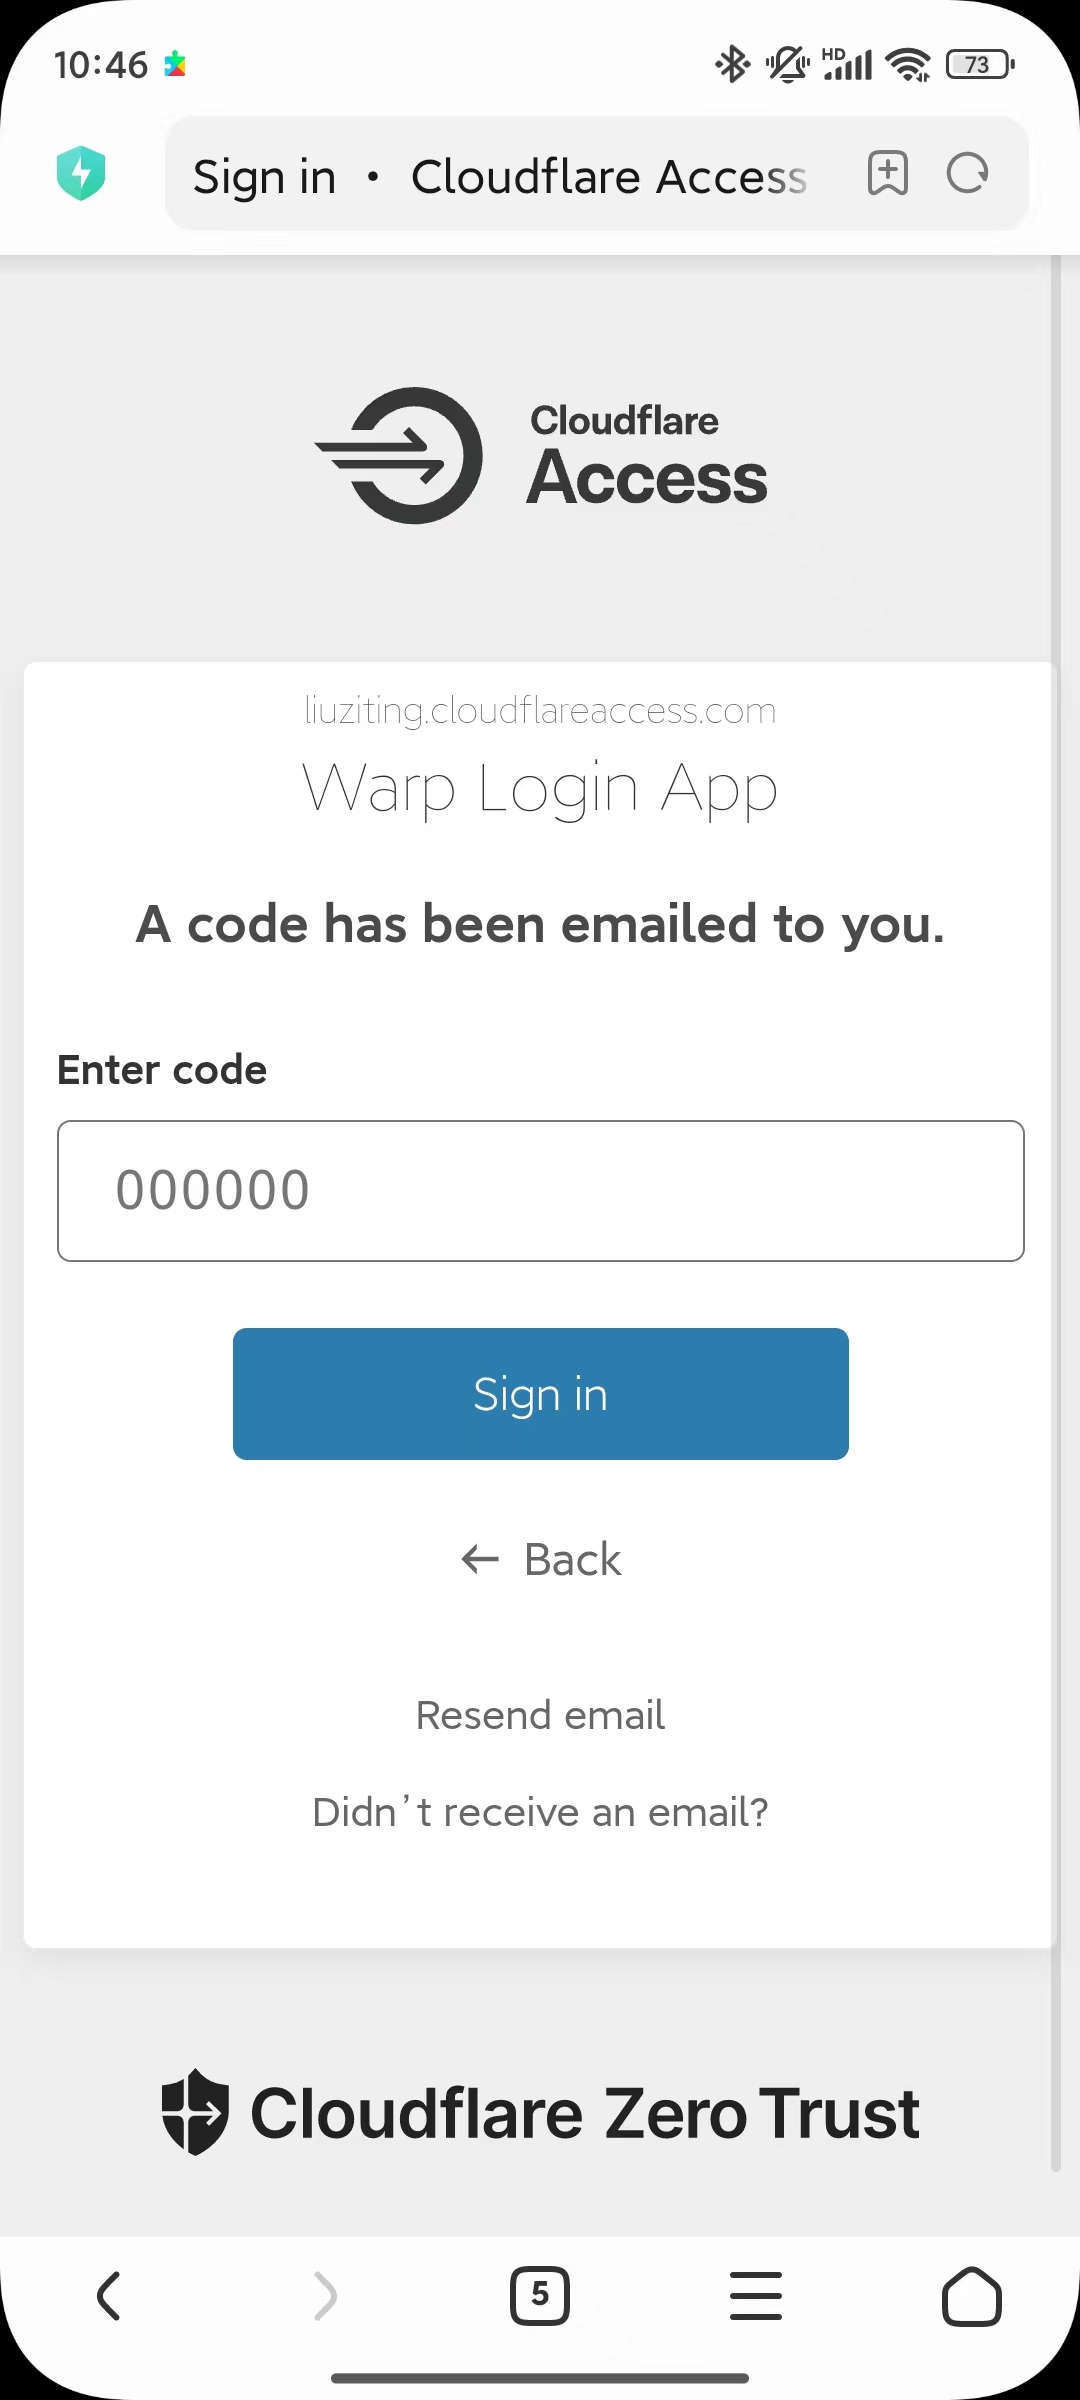 10:46
HD
73
Sign in · Cloudflare Access
Cloudflare
Access
liuziting.cloudflareaccess.com
Warp Login App
A code has been emailed to you.
Enter code
000000
Sign in
← Back
Resend email
Didn’t receive an email?
Cloudflare Zero Trust
5